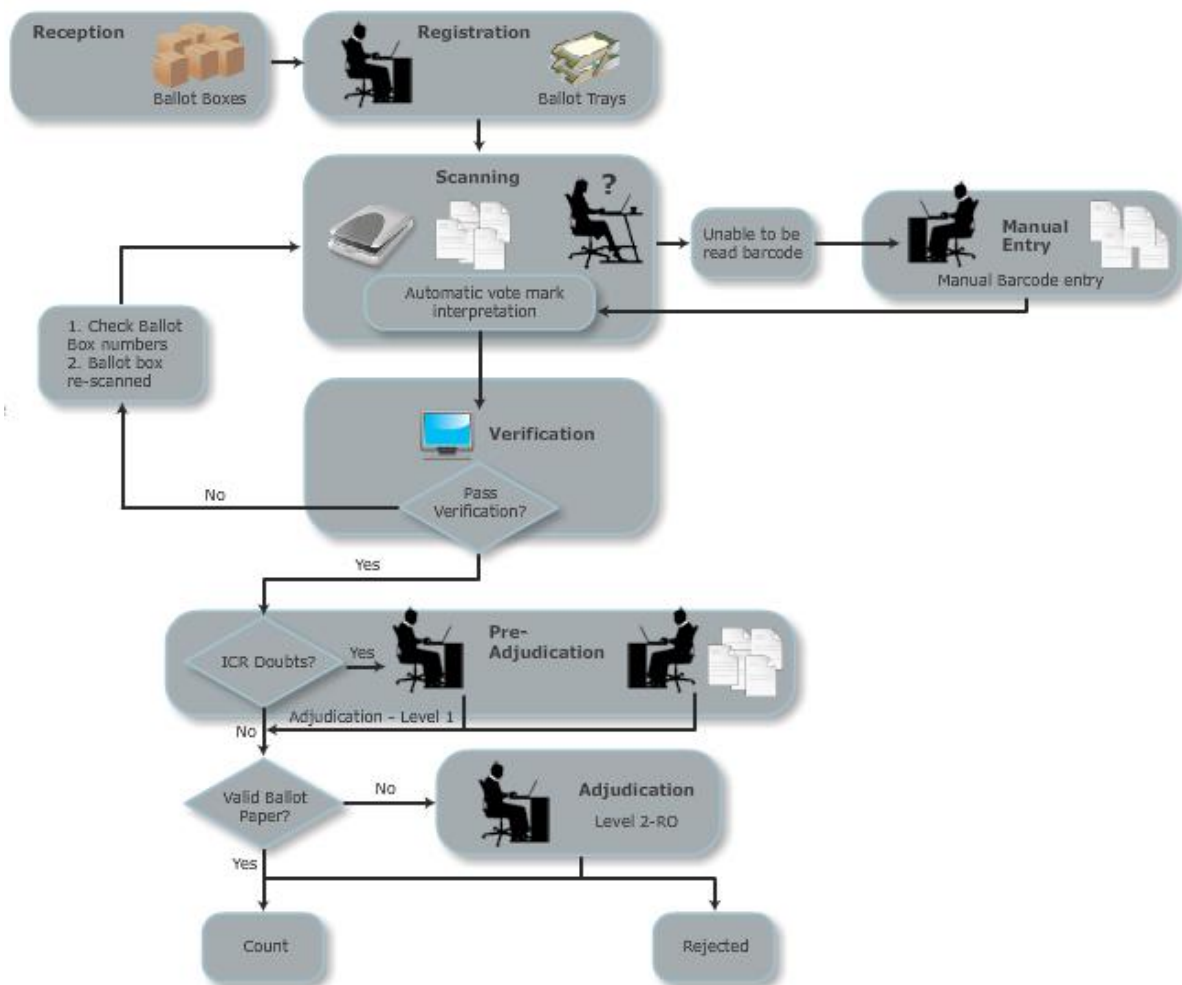 Reception
Ballot Boxes
Registration
Ballot Trays
Scanning
?
Automatic vote mark
interpretation
Unable to be
read barcode
Manual
Entry
Manual Barcode entry
1. Check Ballot
Box numbers
2. Ballot box
re-scanned
Verification
Pass
Verification?
No
Yes
ICR Doubts?
Yes
Pre-
Adjudication
Adjudication - Level 1
No
Valid Ballot
Paper?
No
Adjudication
Level 2-RO
Yes
Count
Rejected